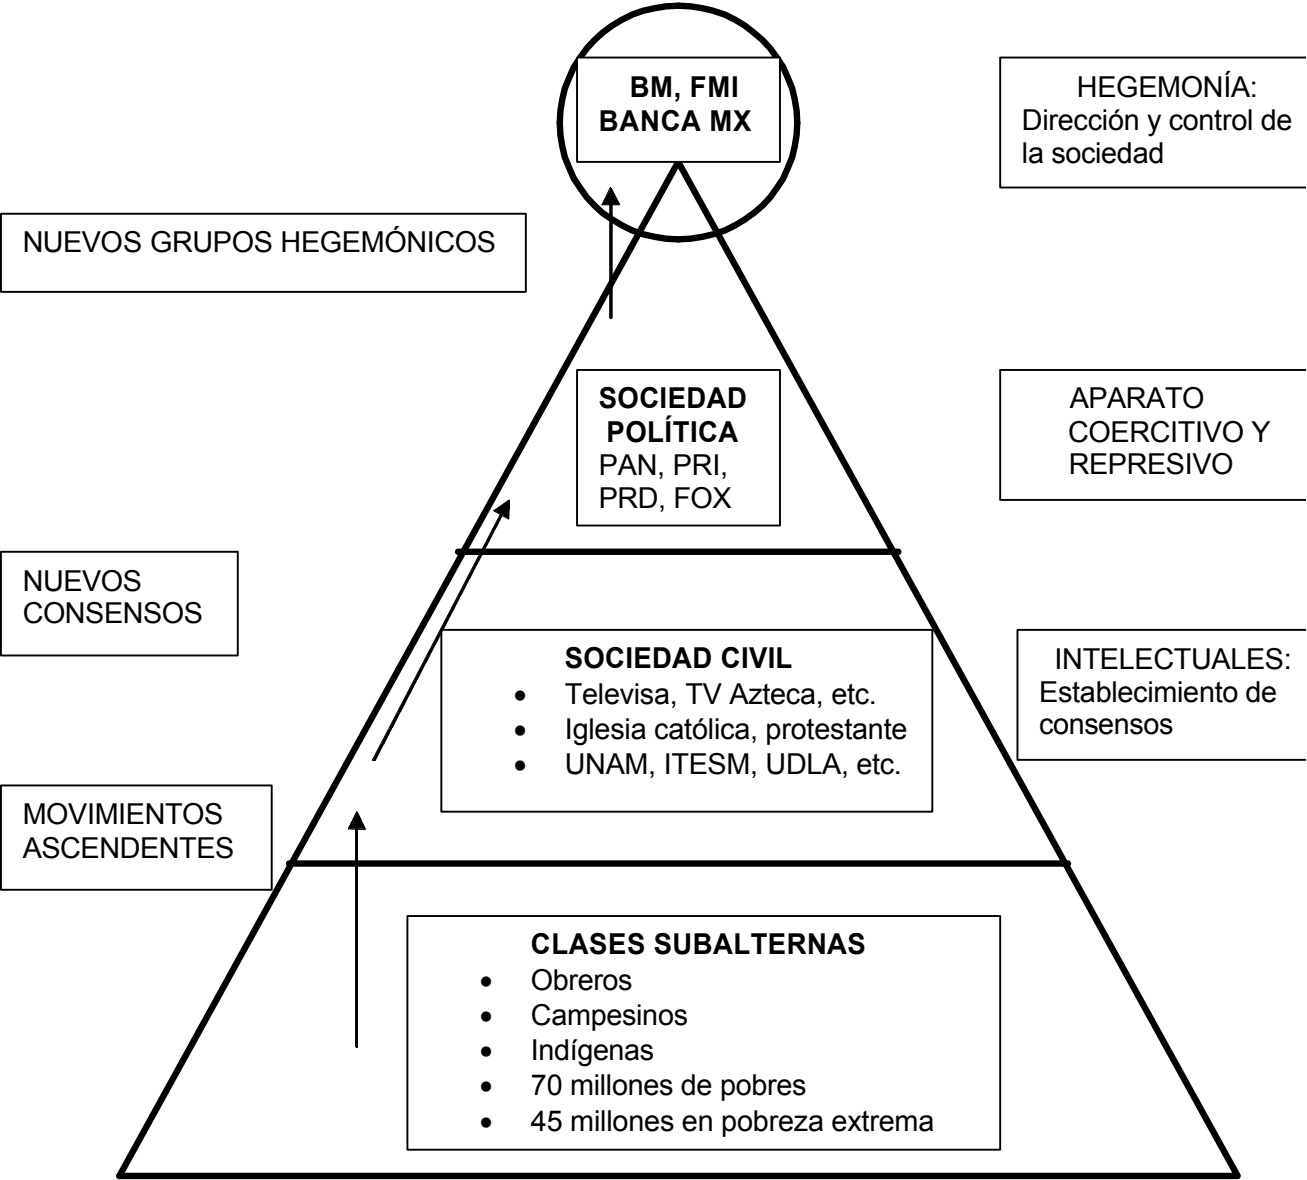 BM, FMI
BANCA MX
HEGEMONÍA:
Dirección y control de
la sociedad
NUEVOS GRUPOS HEGEMÓNICOS
SOCIEDAD
POLÍTICA
PAN, PRI,
PRD, FOX
APARATO
COERCITIVO Y
REPRESIVO
NUEVOS
CONSENSOS
SOCIEDAD CIVIL
• Televisa, TV Azteca, etc.
• Iglesia católica, protestante
• UNAM, ITESM, UDLA, etc.
INTELECTUALES:
Establecimiento de
consensos
MOVIMIENTOS
ASCENDENTES
CLASES SUBALTERNAS
• Obreros
• Campesinos
• Indígenas
• 70 millones de pobres
• 45 millones en pobreza extrema